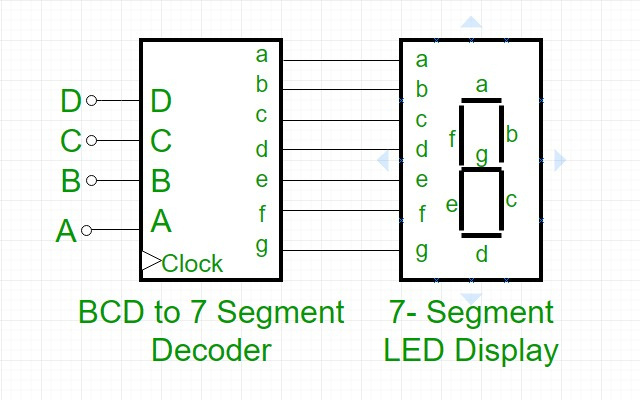 D
C
B
A
D
C
B
A
Clock
a
b
c
d
e
f
g
a
b
c
d
e
f
g
a
f
b
g
e
c
d
BCD to 7 Segment
Decoder
7- Segment
LED Display